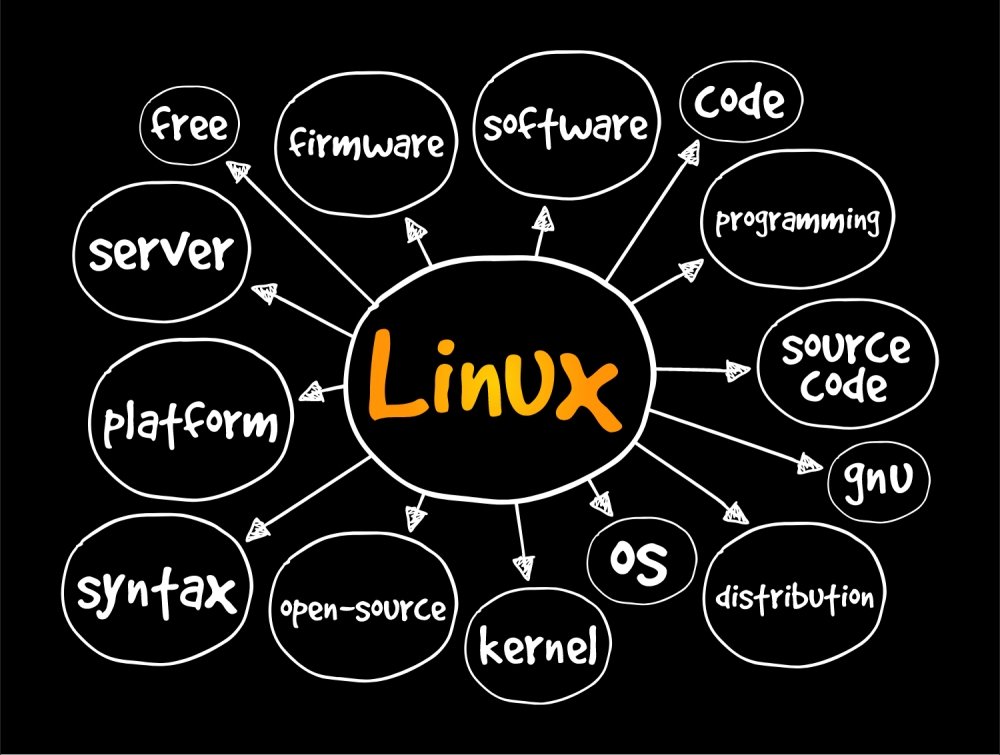 free
firmware
software
code
server
programming
Linux
source
code
platform
gnu
syntax
open-source
kernel
os
distribution